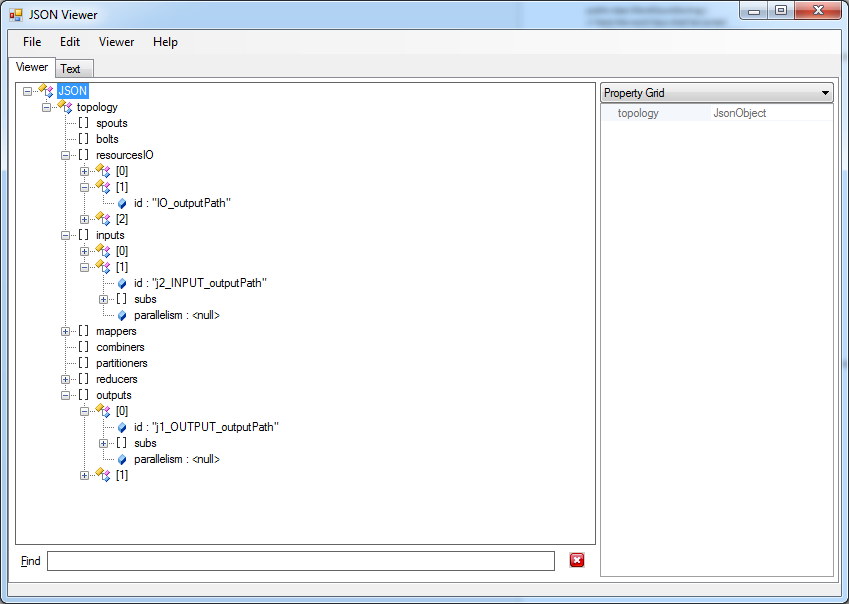 JSON Viewer
File Edit Viewer Help
Viewer Text
JSON
topology
[ ] spouts
[ ] bolts
[ ] resourcesIO
[0]
[1]
id : "IO_outputPath"
[2]
[ ] inputs
[0]
[1]
id : "j2_INPUT_outputPath"
[ ] subs
parallelism : <null>
[ ] mappers
[ ] combiners
[ ] partitioners
[ ] reducers
[ ] outputs
[0]
id : "j1_OUTPUT_outputPath"
[ ] subs
parallelism : <null>
[1]
Find
Property Grid
topology JsonObject